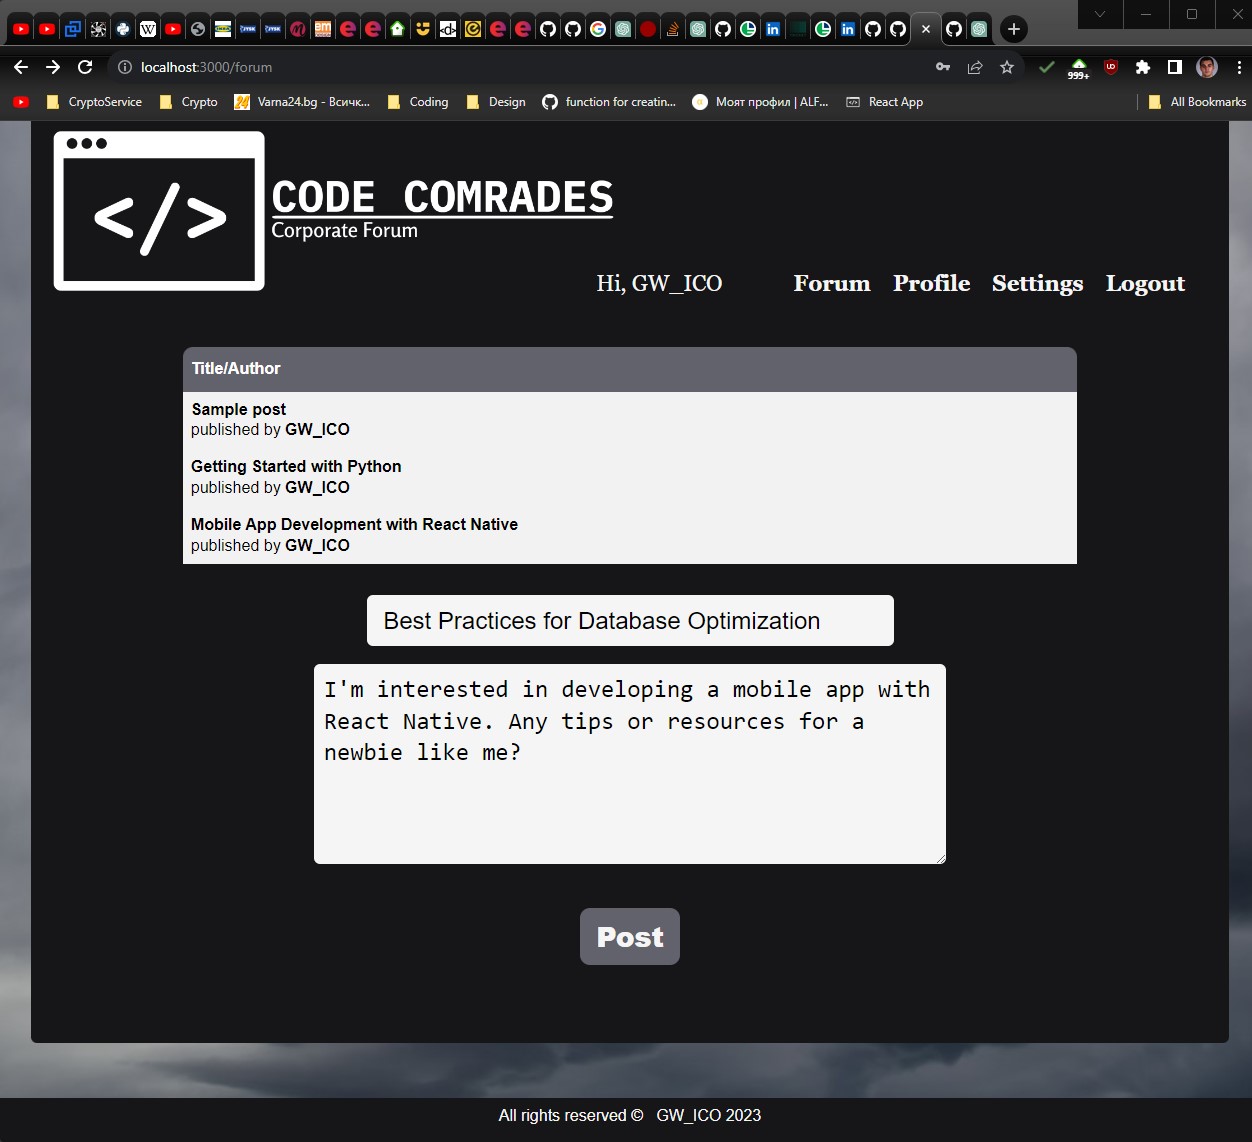 localhost:3000/forum
999+
CryptoService
Crypto
Varna24.bg - Всичк...
Coding
Design
function for creatin...
Моят профил | ALF...
React App
All Bookmarks
</>
CODE COMRADES
Corporate Forum
Hi, GW_ICO
Forum
Profile
Settings
Logout
Title/Author
Sample post
published by GW_ICO
Getting Started with Python
published by GW_ICO
Mobile App Development with React Native
published by GW_ICO
Best Practices for Database Optimization
I'm interested in developing a mobile app with
React Native. Any tips or resources for a
newbie like me?
Post
All rights reserved © GW_ICO 2023